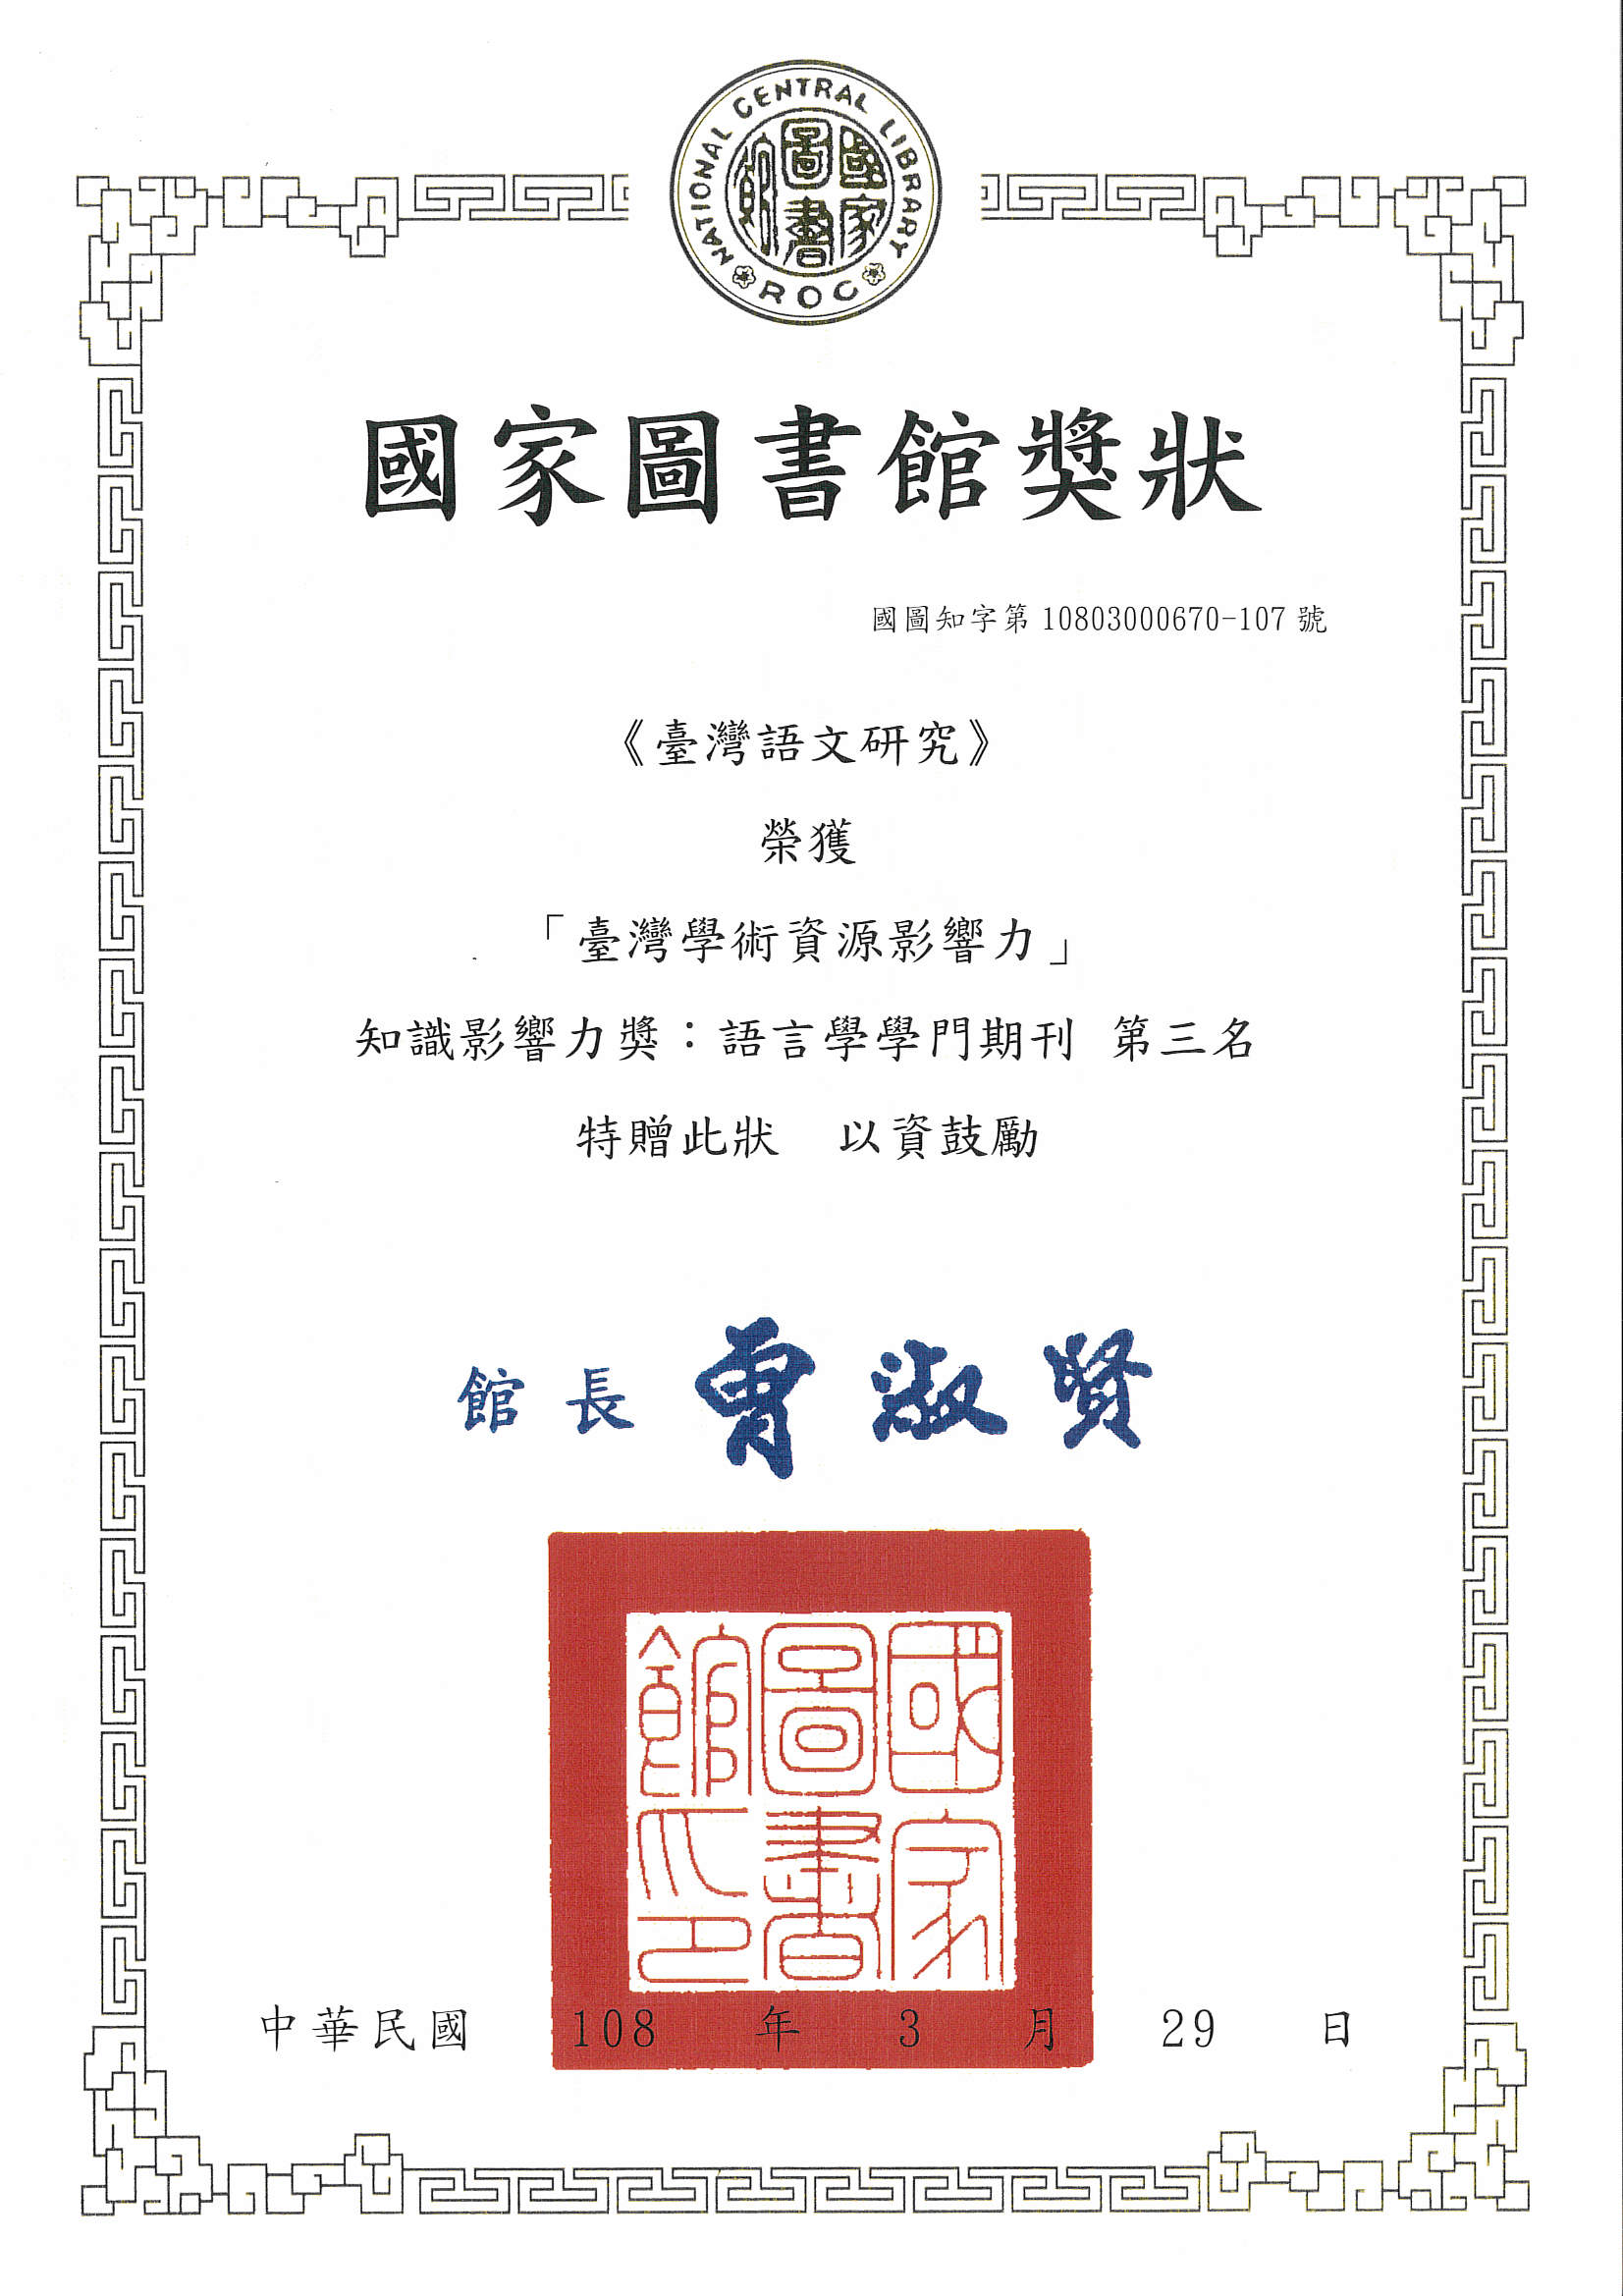 NATIONAL CENTRAL LIBRARY
國家圖書館
ROC
國家圖書館獎狀
國圖知字第 10803000670-107 號
《臺灣語文研究》
榮獲
「臺灣學術資源影響力」
知識影響力獎：語言學學門期刊 第三名
特贈此狀 以資鼓勵
館長 曾淑賢
國家圖書館印
中華民國 108 年 3 月 29 日